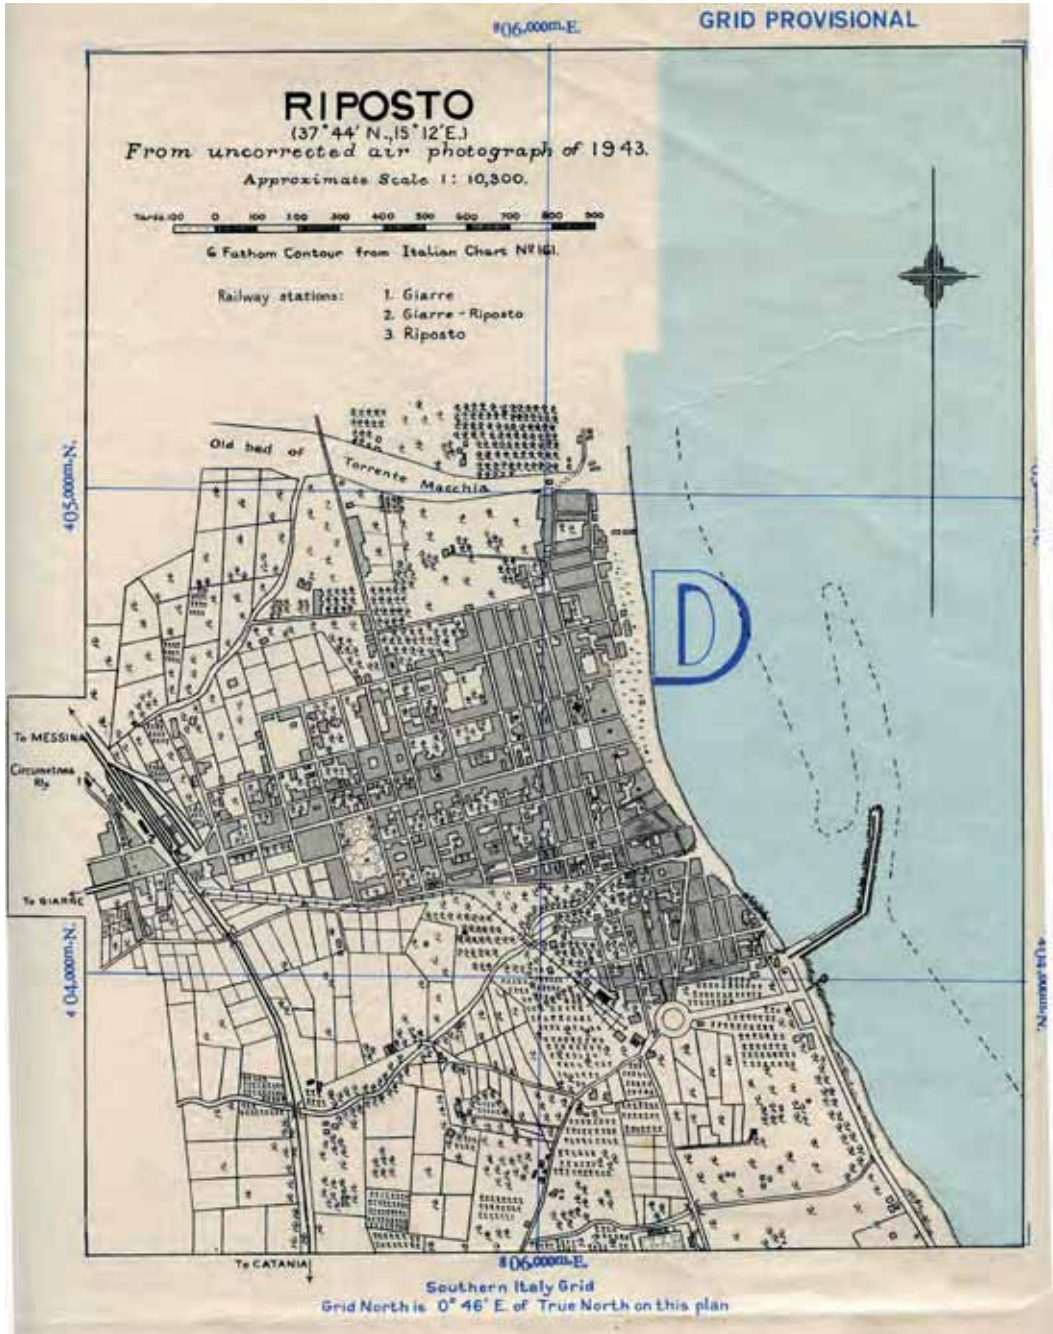 ⁸06,000m.E.
GRID PROVISIONAL
RIPOSTO
(37°44' N.,15°12'E.)
From uncorrected air photograph of 1943.
Approximate Scale 1: 10,300.
Yards 100 0 100 200 300 400 500 600 700 800 900
6 Fathom Contour from Italian Chart Nº 161.
Railway stations: 1. Giarre
2. Giarre - Riposto
3. Riposto
Old bed of Torrente Macchia
405,000m.N.
D
To MESSINA
Circumetnea
Rly.
1
To GIARRE
404,000m.N.
404,000m.N.
To CATANIA
⁸06,000m.E.
Southern Italy Grid
Grid North is 0° 46' E. of True North on this plan